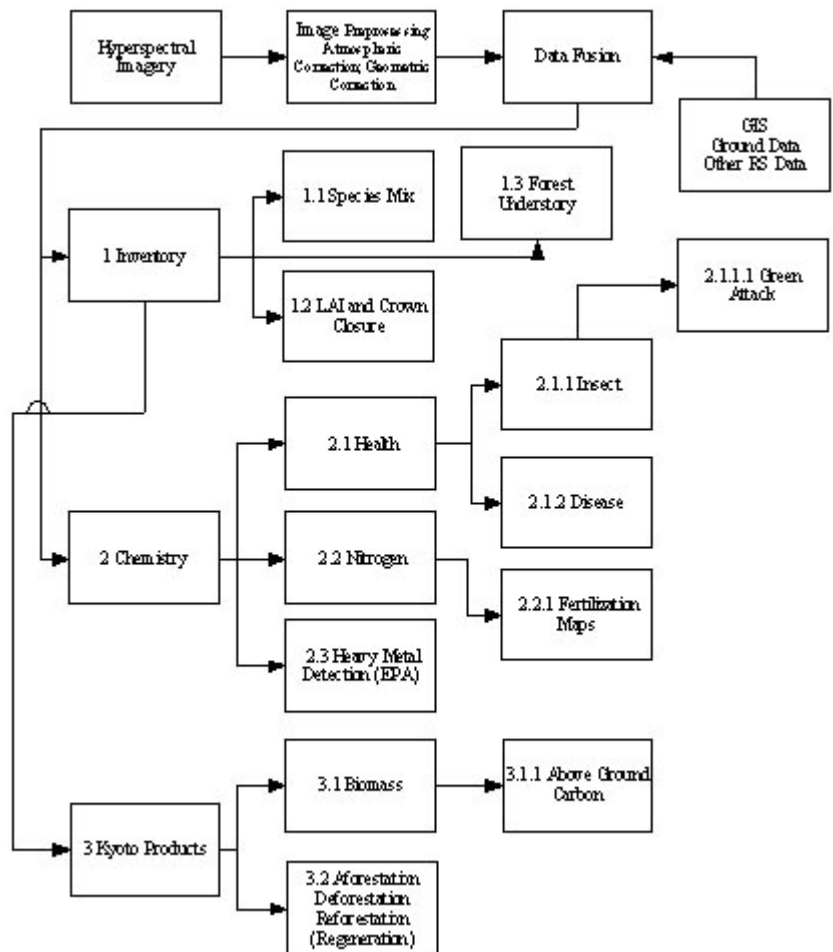 Hyperspectral
Imagery
Image Preprocessing
Atmospheric
Correction; Geometric
Correction
Data Fusion
GIS
Ground Data
Other RS Data
1.1 Species Mix
1.3 Forest
Understory
1 Inventory
2.1.1.1 Green
Attack
1.2 LAI and Crown
Closure
2.1.1 Insect
2.1 Health
2.1.2 Disease
2 Chemistry
2.2 Nitrogen
2.2.1 Fertilization
Maps
2.3 Heavy Metal
Detection (EPA)
3.1 Biomass
3.1.1 Above Ground
Carbon
3 Kyoto Products
3.2 Aforestation
Deforestation
Reforestation
(Regeneration)